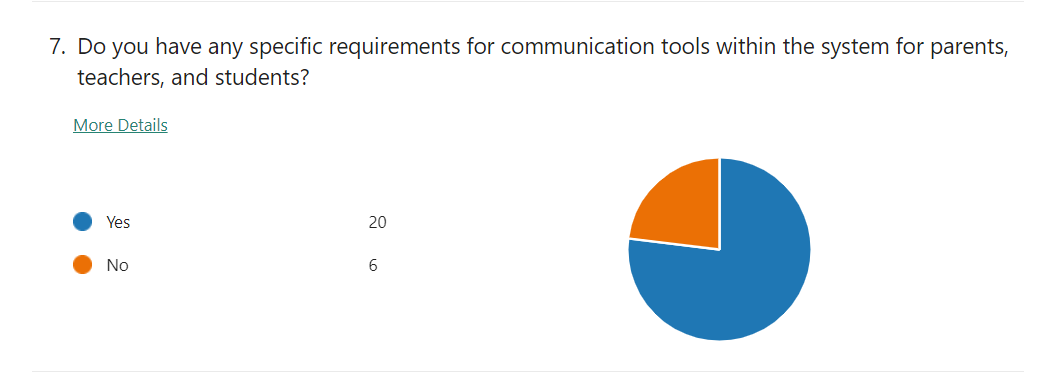 7. Do you have any specific requirements for communication tools within the system for parents,
teachers, and students?
More Details
Yes 20
No 6